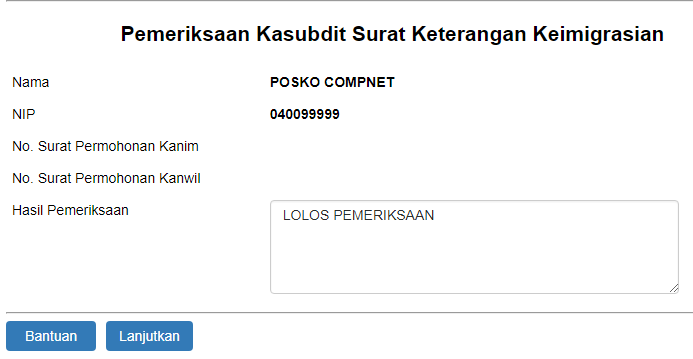 Pemeriksaan Kasubdit Surat Keterangan Keimigrasian
Nama POSKO COMPNET
NIP 040099999
No. Surat Permohonan Kanim
No. Surat Permohonan Kanwil
Hasil Pemeriksaan LOLOS PEMERIKSAAN
Bantuan Lanjutkan